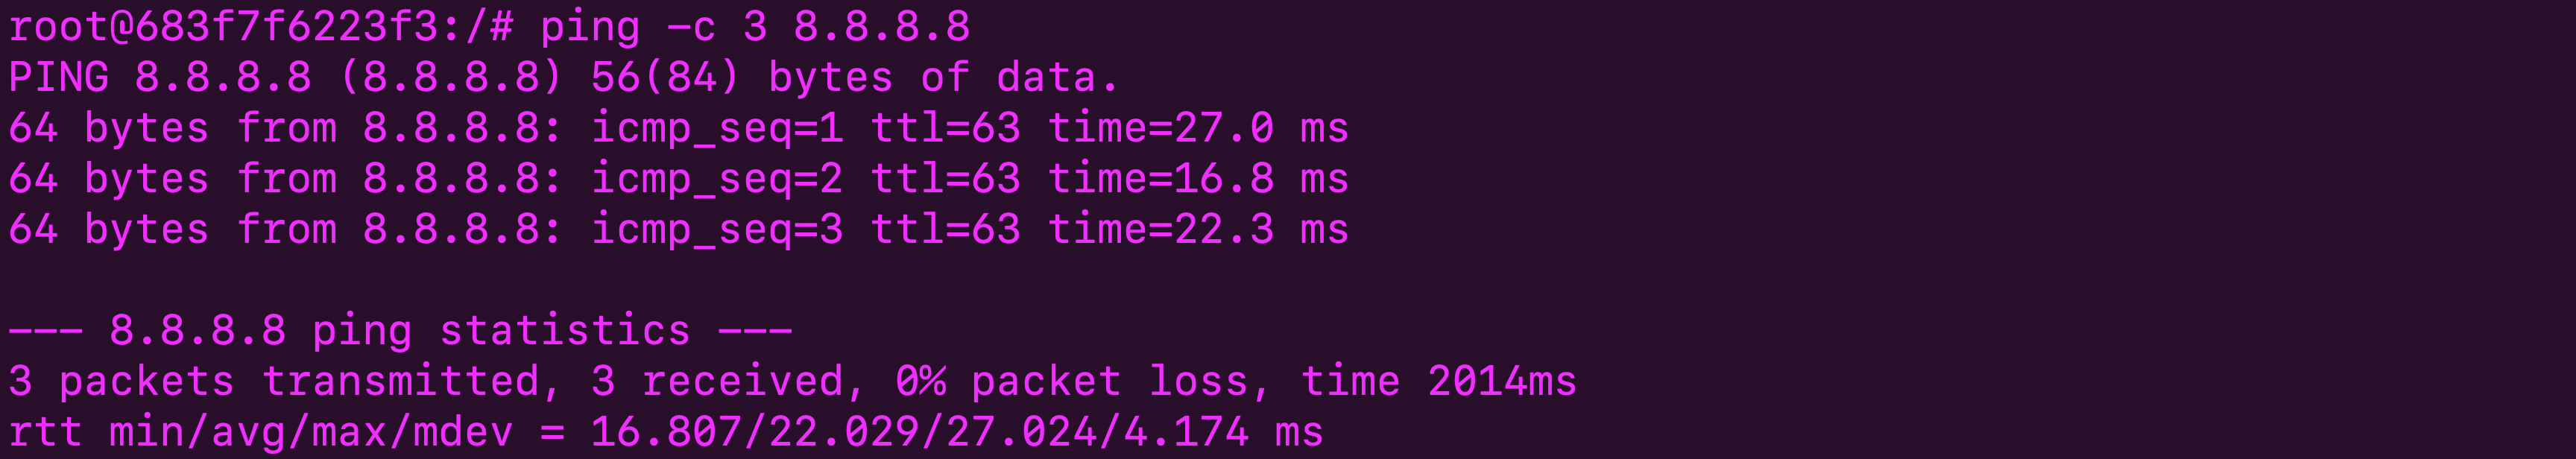 root@683f7f6223f3:/# ping -c 3 8.8.8.8
PING 8.8.8.8 (8.8.8.8) 56(84) bytes of data.
64 bytes from 8.8.8.8: icmp_seq=1 ttl=63 time=27.0 ms
64 bytes from 8.8.8.8: icmp_seq=2 ttl=63 time=16.8 ms
64 bytes from 8.8.8.8: icmp_seq=3 ttl=63 time=22.3 ms

--- 8.8.8.8 ping statistics ---
3 packets transmitted, 3 received, 0% packet loss, time 2014ms
rtt min/avg/max/mdev = 16.807/22.029/27.024/4.174 ms